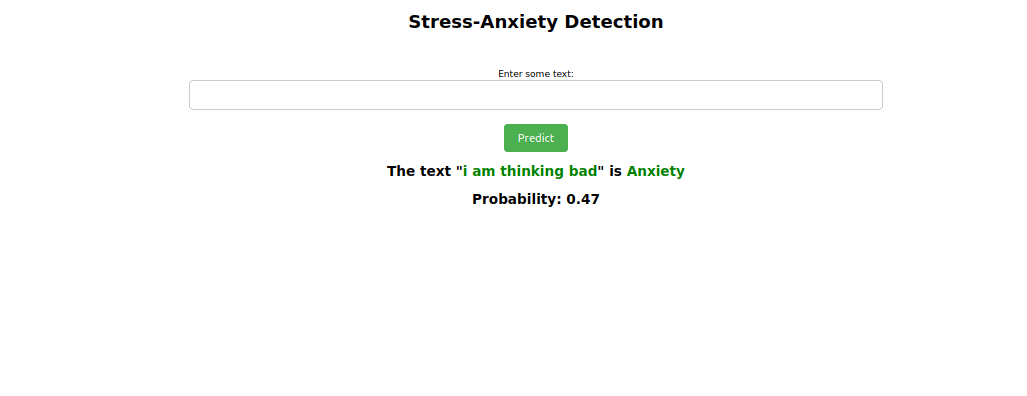 Stress-Anxiety Detection
Enter some text:
Predict
The text "i am thinking bad" is Anxiety
Probability: 0.47